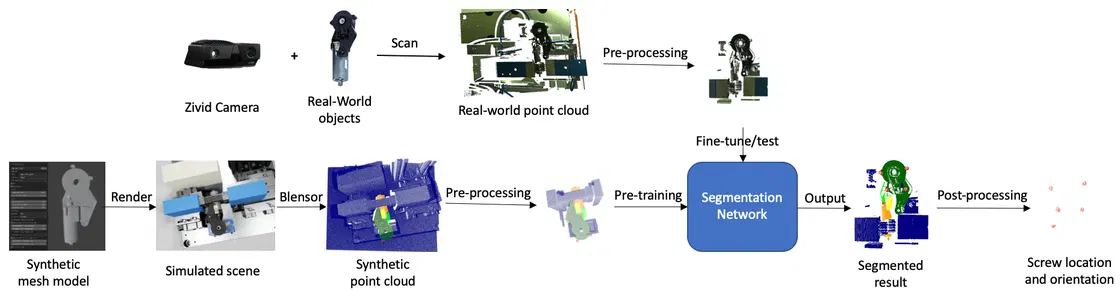 Scan
Pre-processing
+
Zivid Camera
Real-World
objects
Real-world point cloud
Fine-tune/test
Render
Blensor
Pre-processing
Pre-training
Segmentation
Network
Output
Post-processing
Synthetic
mesh model
Simulated scene
Synthetic
point cloud
Segmented
result
Screw location
and orientation